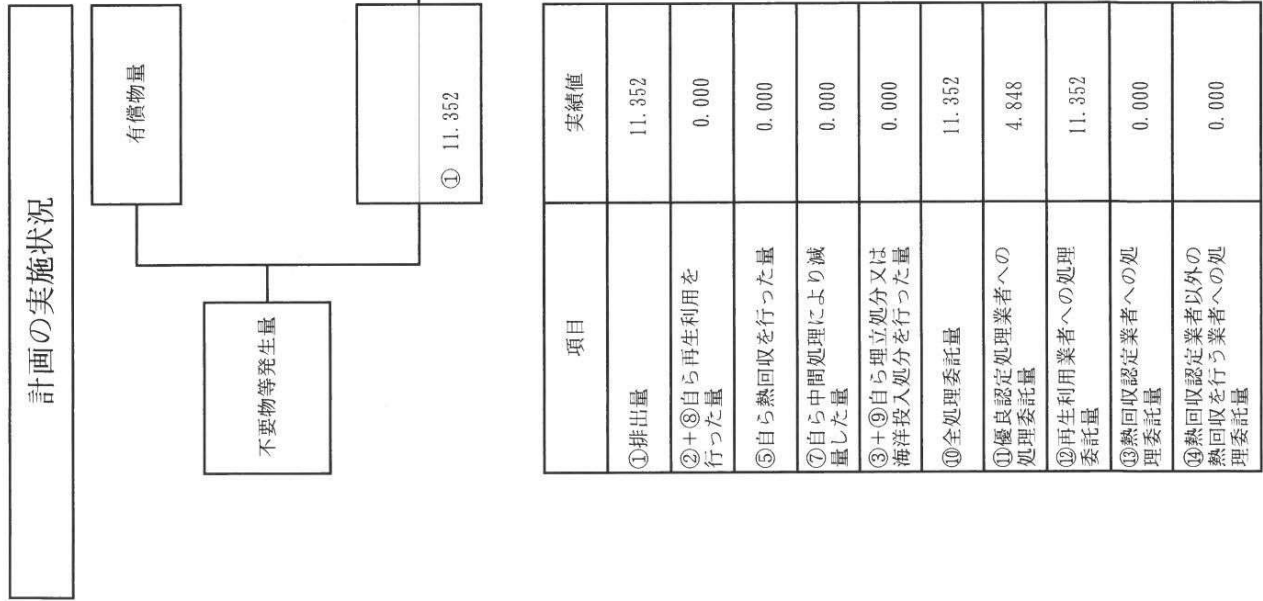 計画の実施状況
有償物量
不要物等発生量
① 11.352
項目
実績値
①排出量
11.352
②+⑧自ら再生利用を
行った量
0.000
⑤自ら熱回収を行った量
0.000
⑦自ら中間処理により減
量した量
0.000
③+⑨自ら埋立処分又は
海洋投入処分を行った量
0.000
⑩全処理委託量
11.352
⑪優良認定処理業者への
処理委託量
4.848
⑫再生利用業者への処理
委託量
11.352
⑬熱回収認定業者への処
理委託量
0.000
⑭熱回収認定業者以外の
熱回収を行う業者への処
理委託量
0.000